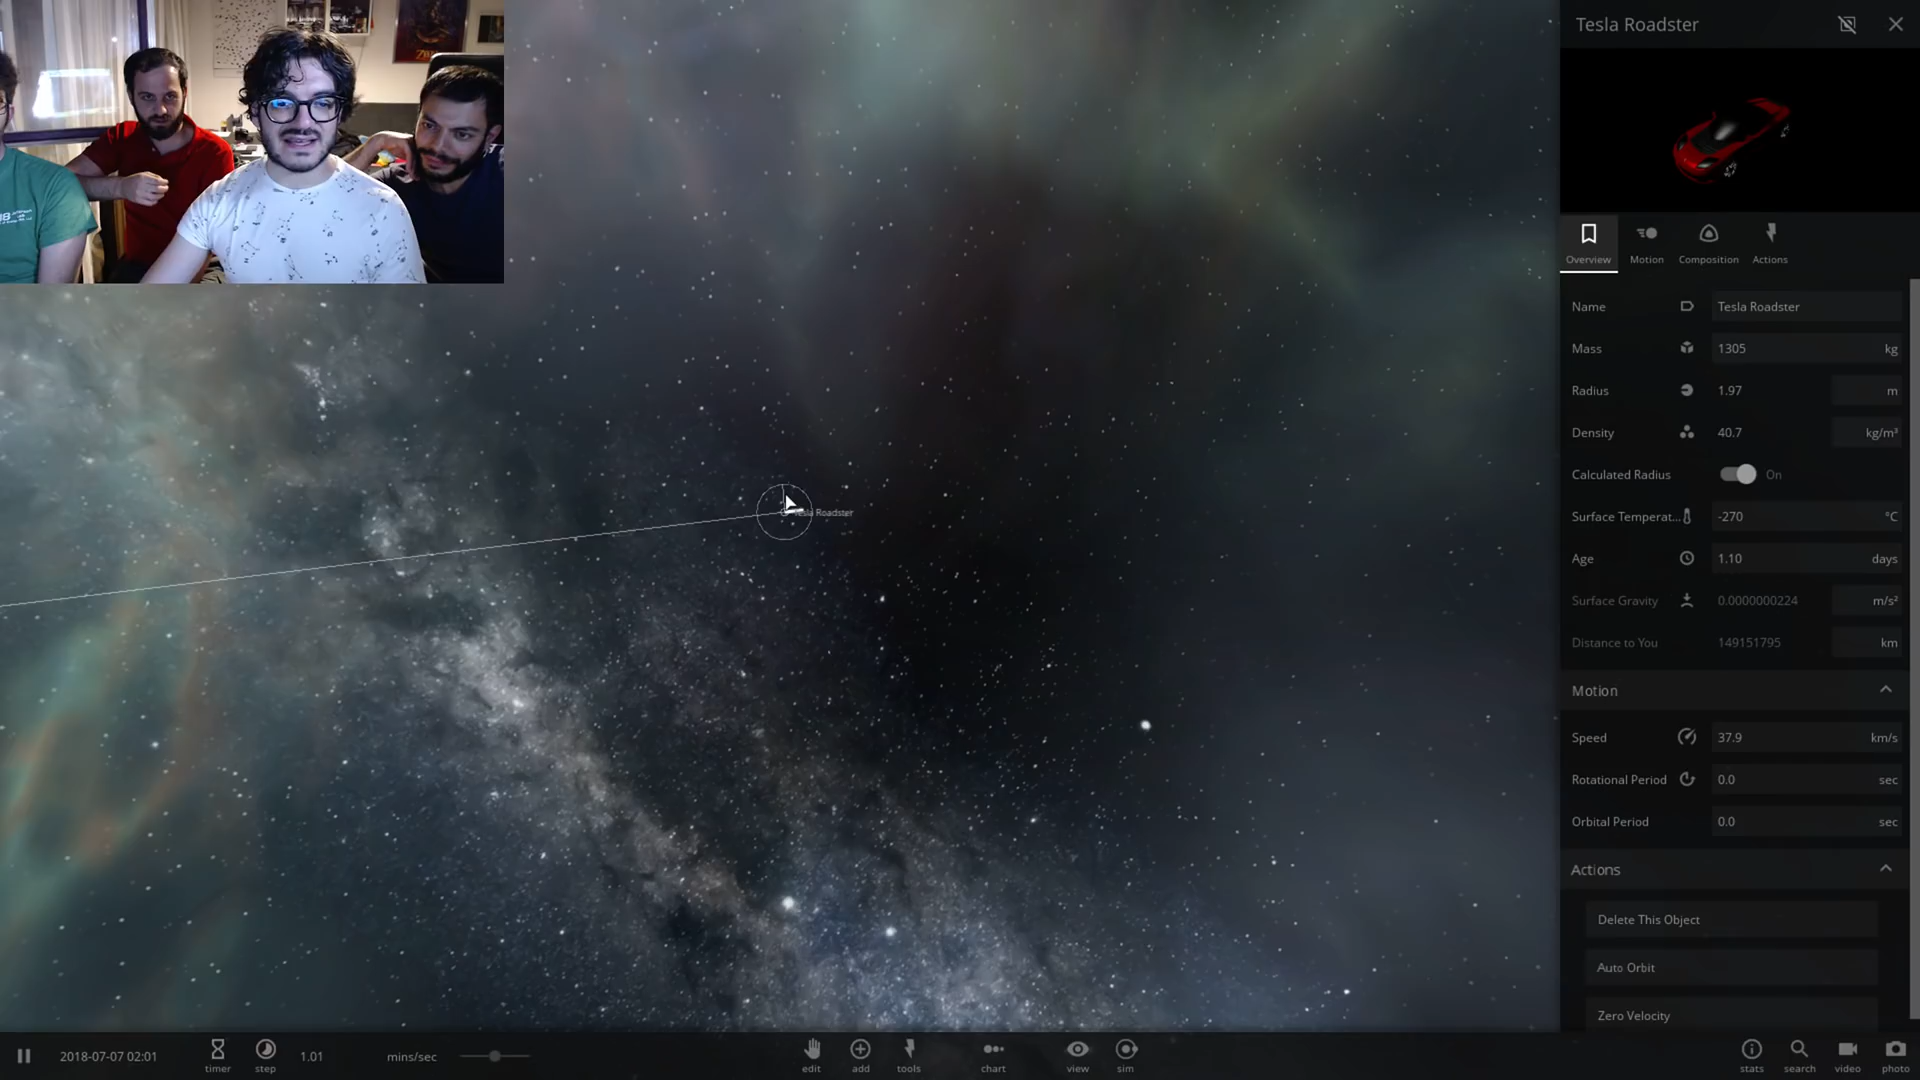 Tesla Roadster
Overview
Motion
Composition
Actions
Name
Tesla Roadster
Mass
1305
kg
Radius
1.97
m
Density
40.7
kg/m³
Calculated Radius
On
Surface Temperat...
-270
°C
Age
1.10
days
Surface Gravity
0.0000000224
m/s²
Distance to You
149151795
km
Motion
Speed
37.9
km/s
Rotational Period
0.0
sec
Orbital Period
0.0
sec
Actions
Delete This Object
Auto Orbit
Zero Velocity
Tesla Roadster
2018-07-07 02:01
timer
step
1.01
mins/sec
edit
add
tools
chart
view
sim
stats
search
video
photo